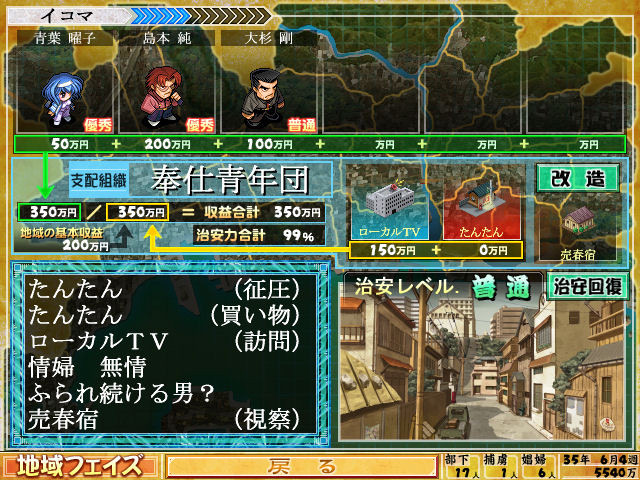 イコマ
青葉 曜子 島本 純 大杉 剛
優秀 優秀 普通
50万円 + 200万円 + 100万円 + 万円 + 万円 + 万円
支配組織 奉仕青年団
350万円 / 350万円 = 収益合計 350万円
地域の基本収益 200万円
治安力合計 99%
ローカルTV たんたん
150万円 + 0万円
改造
売春宿
たんたん (征圧)
たんたん (買い物)
ローカルTV (訪問)
情婦 無情
ふられ続ける男?
売春宿 (視察)
治安レベル. 普通 治安回復
地域フェイズ
戻る
部下 捕虜 娼婦 35年 6月4週
17人 1人 6人 5540万